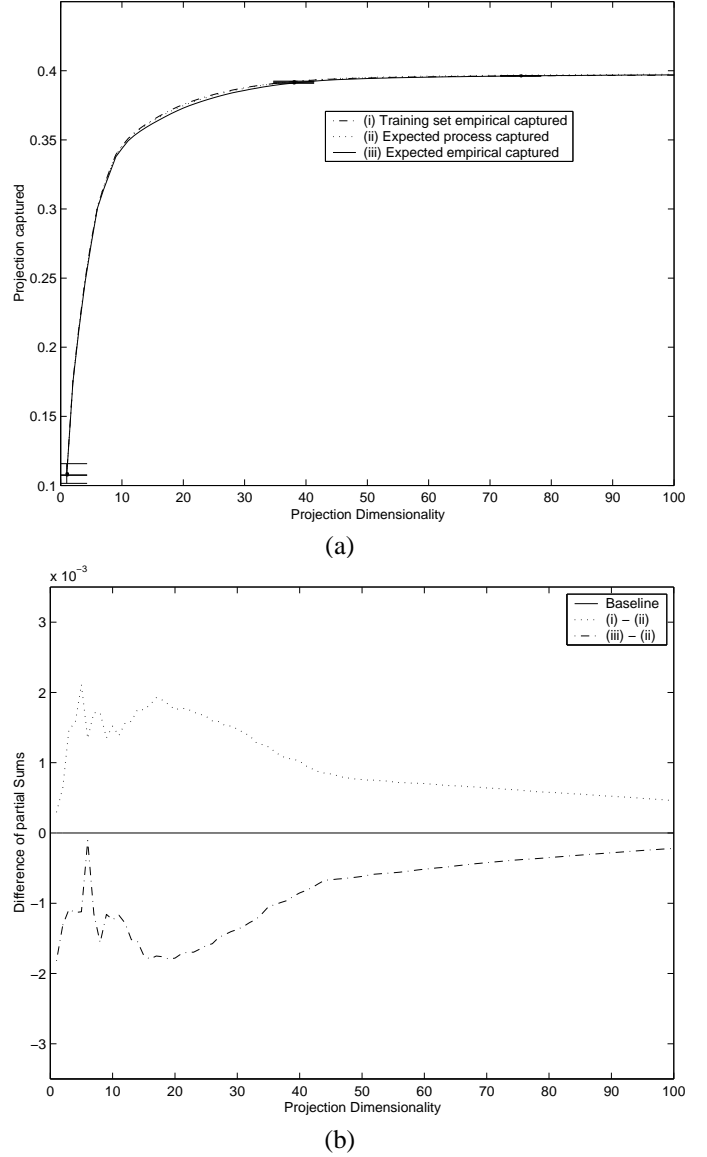 0.4
0.35
0.3
0.25
0.2
0.15
0.1
Projection captured
(i) Training set empirical captured
(ii) Expected process captured
(iii) Expected empirical captured
0 10 20 30 40 50 60 70 80 90 100
Projection Dimensionality
(a)
x 10⁻³
3
2
1
0
−1
−2
−3
Difference of partial Sums
Baseline
(i) − (ii)
(iii) − (ii)
0 10 20 30 40 50 60 70 80 90 100
Projection Dimensionality
(b)